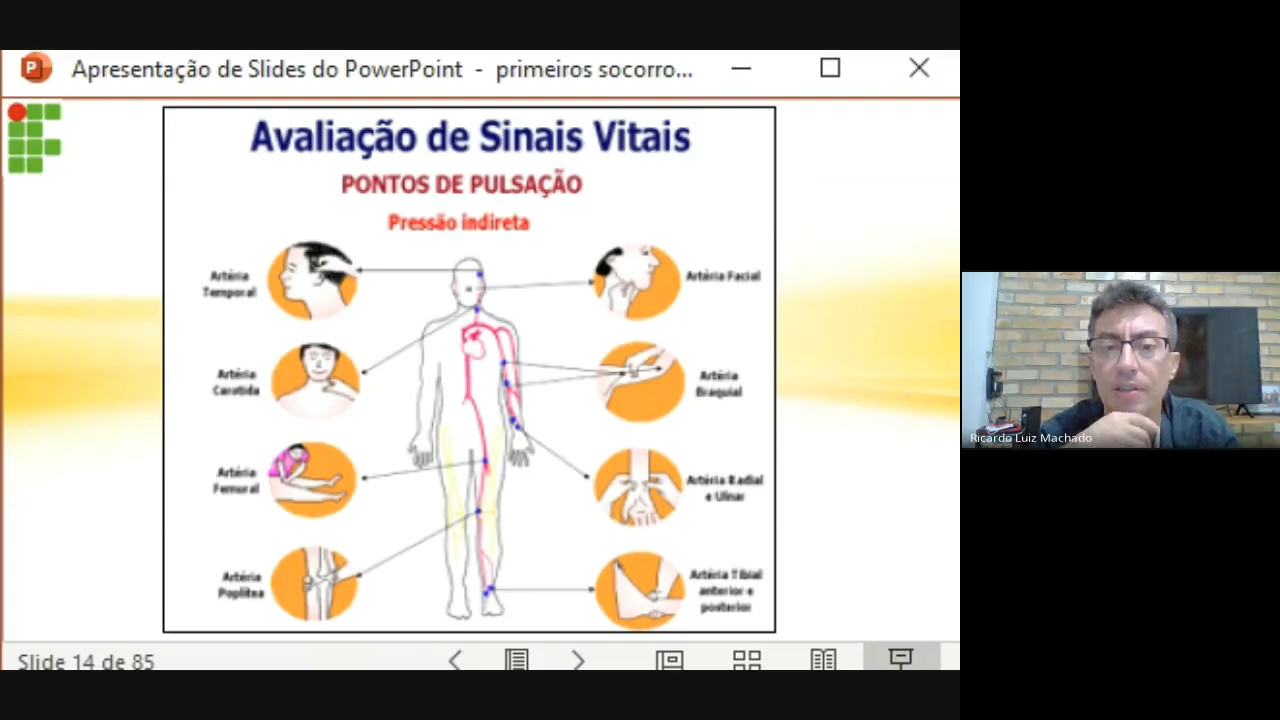 Apresentação de Slides do PowerPoint - primeiros socorro...
Avaliação de Sinais Vitais
PONTOS DE PULSAÇÃO
Pressão indireta
Artéria
Temporal
Artéria Facial
Artéria
Carotida
Artéria
Braquial
Artéria
Femural
Artéria Radial
e Ulnar
Artéria
Poplítea
Artéria Tibial
anterior e
posterior
Slide 14 de 85
Ricardo Luiz Machado